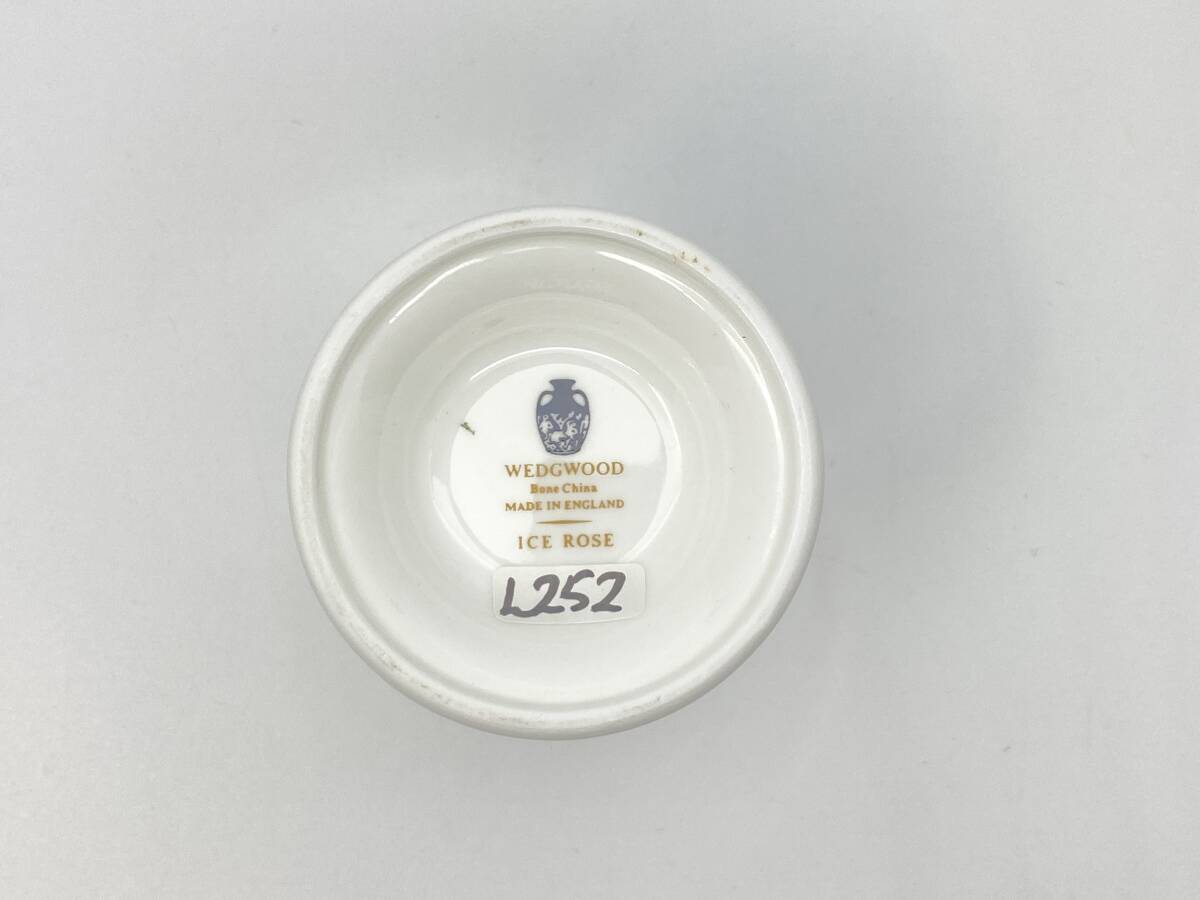 WEDGWOOD
Bone China
MADE IN ENGLAND
ICE ROSE
L252